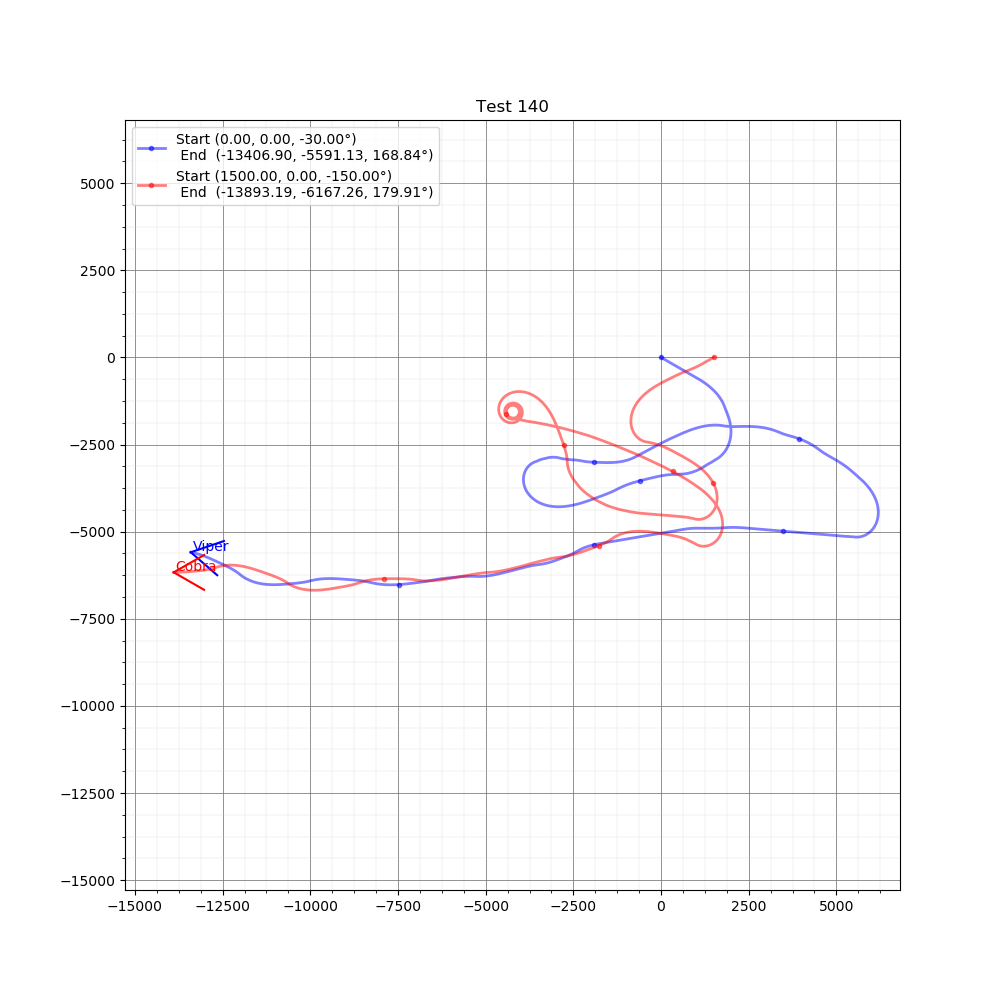 Test 140
Start (0.00, 0.00, -30.00°)
End  (-13406.90, -5591.13, 168.84°)
Start (1500.00, 0.00, -150.00°)
End  (-13893.19, -6167.26, 179.91°)
5000
2500
0
−2500
−5000
−7500
−10000
−12500
−15000
Viper
Cobra
−15000 −12500 −10000 −7500 −5000 −2500 0 2500 5000